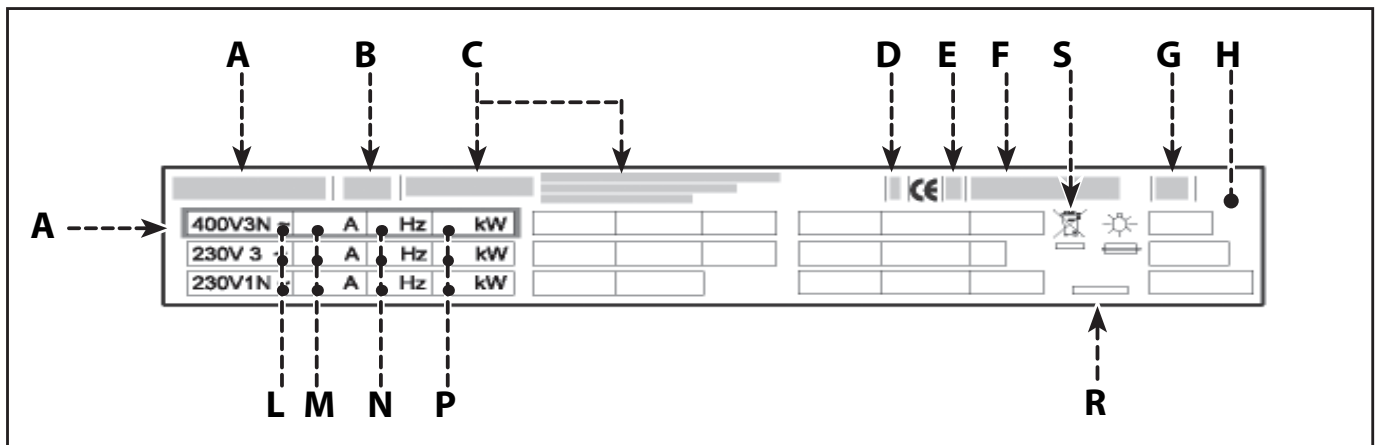 A B C D E F S G H
CE
A
400V3N ~ A Hz kW
230V 3 ~ A Hz kW
230V1N ~ A Hz kW
L M N P R